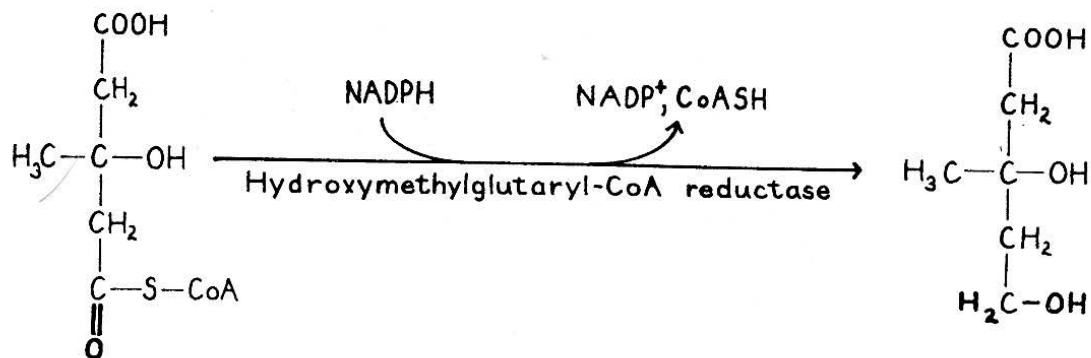 COOH
CH₂
H₃C—C—OH
CH₂
C—S—CoA
O
NADPH
NADP⁺, CoASH
Hydroxymethylglutaryl-CoA reductase
COOH
CH₂
H₃C—C—OH
CH₂
H₂C—OH